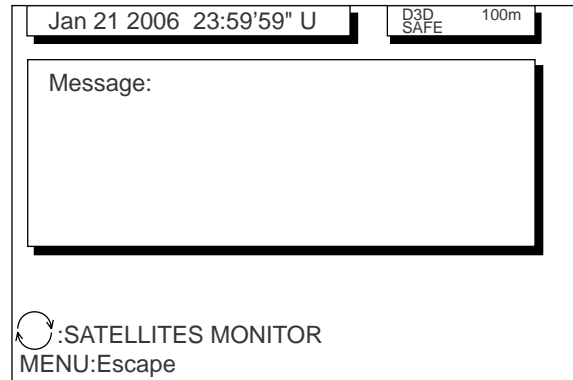 Jan 21 2006 23:59'59" U
D3D 100m
SAFE
Message:
:SATELLITES MONITOR
MENU:Escape